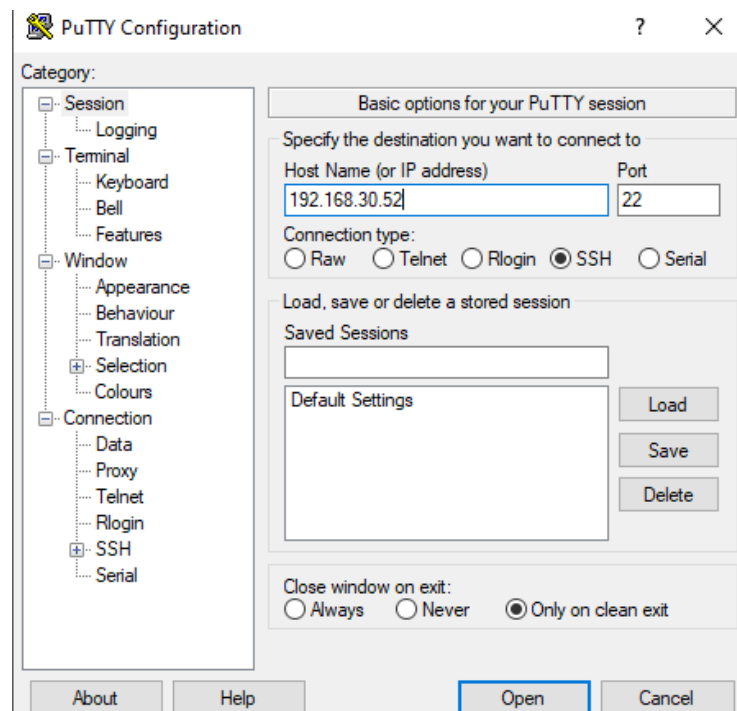 PuTTY Configuration
?
Category:
Session
Logging
Terminal
Keyboard
Bell
Features
Window
Appearance
Behaviour
Translation
Selection
Colours
Connection
Data
Proxy
Telnet
Rlogin
SSH
Serial
Basic options for your PuTTY session
Specify the destination you want to connect to
Host Name (or IP address) Port
192.168.30.52 22
Connection type:
Raw Telnet Rlogin SSH Serial
Load, save or delete a stored session
Saved Sessions
Default Settings
Load
Save
Delete
Close window on exit:
Always Never Only on clean exit
About Help Open Cancel